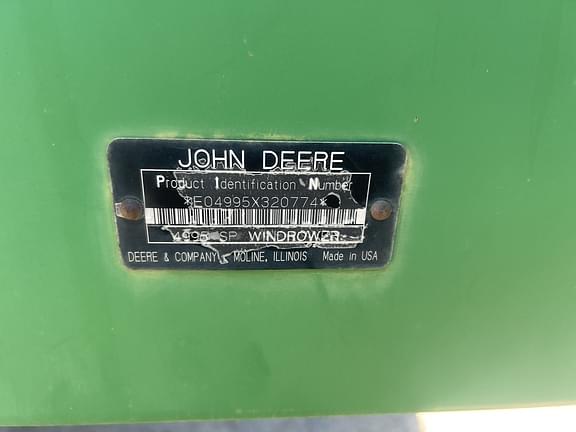 JOHN DEERE
Product Identification Number
*E04995X320774*
4995 SP WINDROWER
DEERE & COMPANY MOLINE, ILLINOIS Made in USA